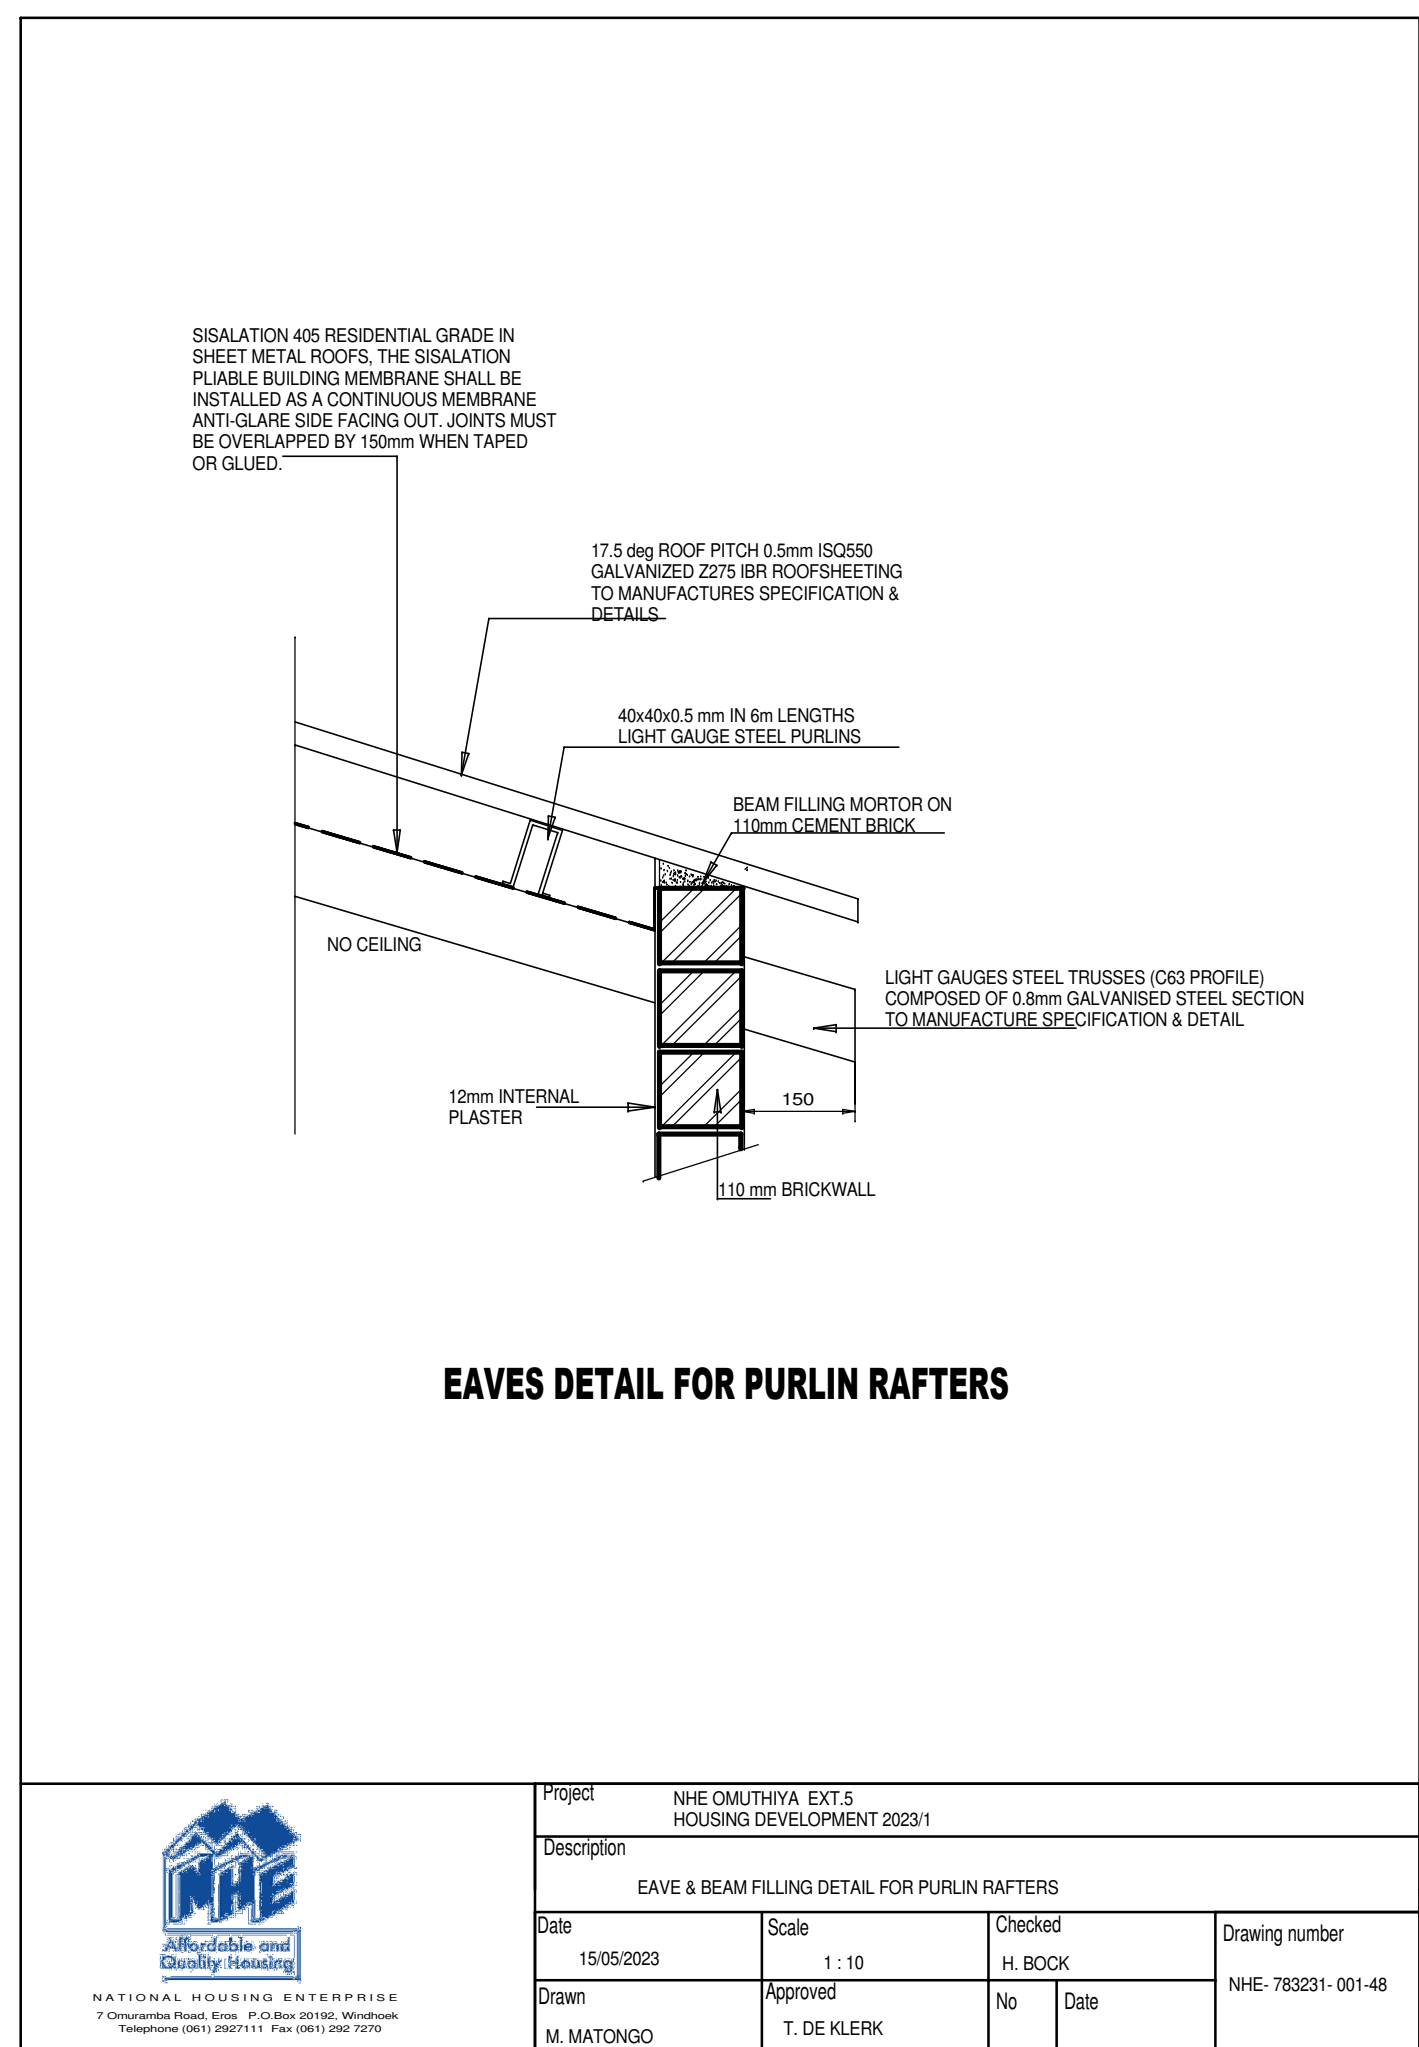 SISALATION 405 RESIDENTIAL GRADE IN
SHEET METAL ROOFS, THE SISALATION
PLIABLE BUILDING MEMBRANE SHALL BE
INSTALLED AS A CONTINUOUS MEMBRANE
ANTI-GLARE SIDE FACING OUT. JOINTS MUST
BE OVERLAPPED BY 150mm WHEN TAPED
OR GLUED.
17.5 deg ROOF PITCH 0.5mm ISQ550
GALVANIZED Z275 IBR ROOFSHEETING
TO MANUFACTURES SPECIFICATION &
DETAILS
40x40x0.5 mm IN 6m LENGTHS
LIGHT GAUGE STEEL PURLINS
BEAM FILLING MORTOR ON
110mm CEMENT BRICK
NO CEILING
LIGHT GAUGES STEEL TRUSSES (C63 PROFILE)
COMPOSED OF 0.8mm GALVANISED STEEL SECTION
TO MANUFACTURE SPECIFICATION & DETAIL
12mm INTERNAL
PLASTER
150
110 mm BRICKWALL
EAVES DETAIL FOR PURLIN RAFTERS
NHE
Affordable and
Quality Housing
NATIONAL HOUSING ENTERPRISE
7 Omuramba Road, Eros P.O.Box 20192, Windhoek
Telephone (061) 2927111 Fax (061) 292 7270
Project
NHE OMUTHIYA EXT.5
HOUSING DEVELOPMENT 2023/1
Description
EAVE & BEAM FILLING DETAIL FOR PURLIN RAFTERS
Date
15/05/2023
Scale
1 : 10
Checked
H. BOCK
Drawing number
NHE- 783231- 001-48
Drawn
M. MATONGO
Approved
T. DE KLERK
No
Date